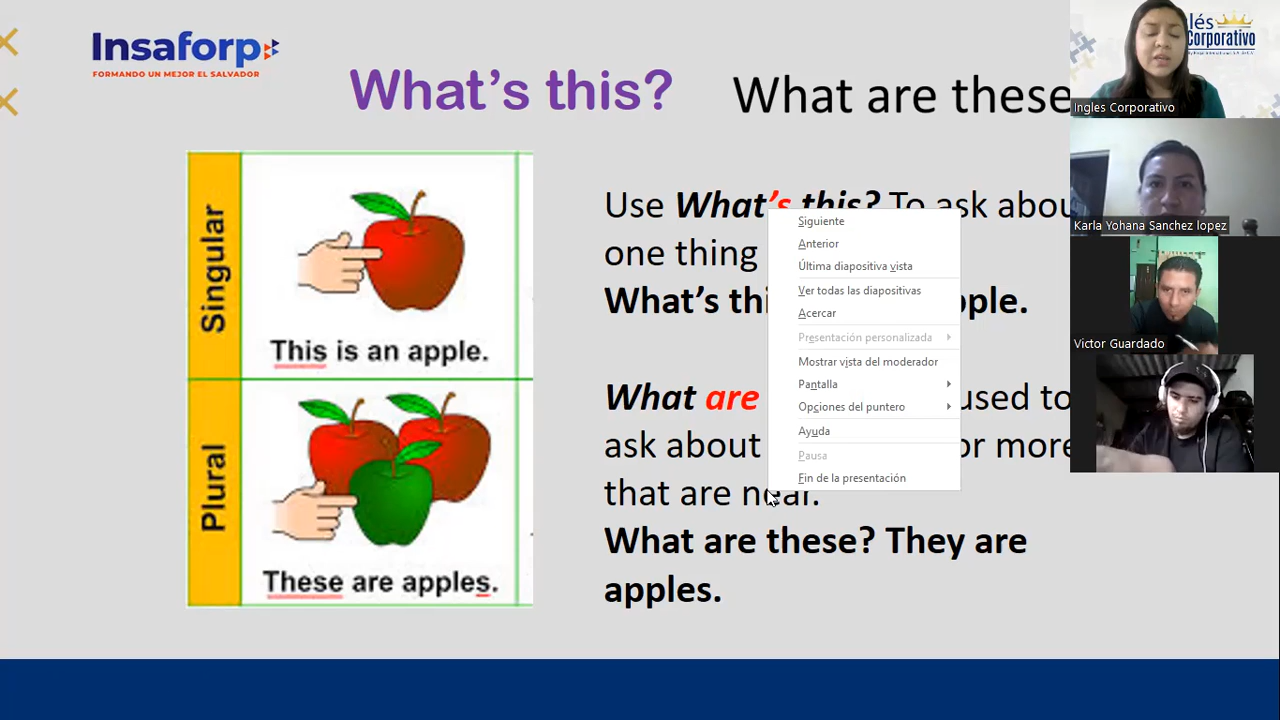 Insaforp
FORMANDO UN MEJOR EL SALVADOR
What's this?
What are these
Singular
This is an apple.
Plural
These are apples.
Use What's this? To ask abou
one thing
What's thi
ple.
What are
used to
ask about
or more
that are near.
What are these? They are
apples.
Siguiente
Anterior
Última diapositiva vista
Ver todas las diapositivas
Acercar
Presentación personalizada
Mostrar vista del moderador
Pantalla
Opciones del puntero
Ayuda
Pausa
Fin de la presentación
lés
Corporativo
Ingles Corporativo
Karla Yohana Sanchez lopez
Victor Guardado